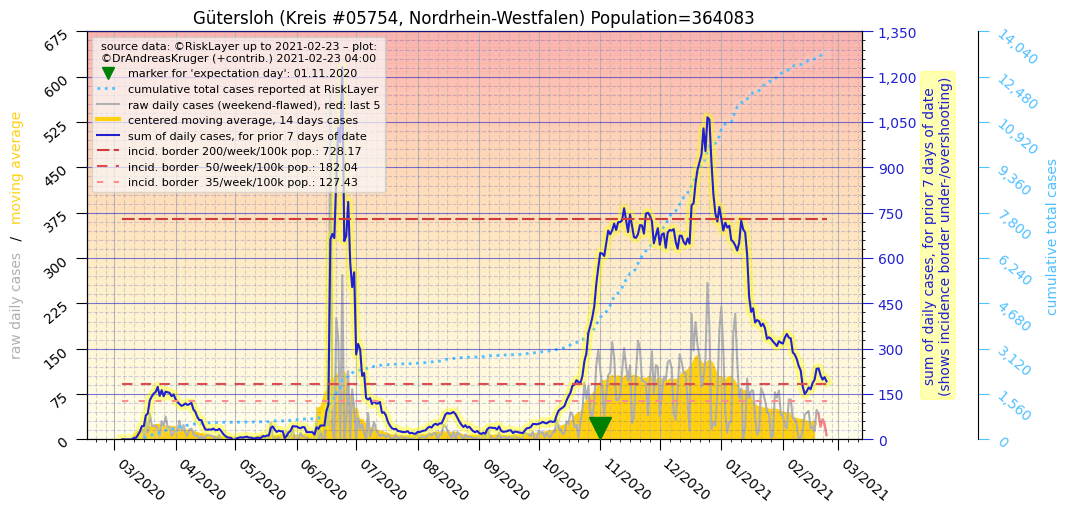 Gütersloh (Kreis #05754, Nordrhein-Westfalen) Population=364083
source data: ©RiskLayer up to 2021-02-23 – plot:
©DrAndreasKruger (+contrib.) 2021-02-23 04:00
marker for 'expectation day': 01.11.2020
cumulative total cases reported at RiskLayer
raw daily cases (weekend-flawed), red: last 5
centered moving average, 14 days cases
sum of daily cases, for prior 7 days of date
incid. border 200/week/100k pop.: 728.17
incid. border  50/week/100k pop.: 182.04
incid. border  35/week/100k pop.: 127.43
raw daily cases   /   moving average
675
600
525
450
375
300
225
150
75
0
03/2020
04/2020
05/2020
06/2020
07/2020
08/2020
09/2020
10/2020
11/2020
12/2020
01/2021
02/2021
03/2021
1,350
1,200
1,050
900
750
600
450
300
150
0
sum of daily cases, for prior 7 days of date
(shows incidence border under-/overshooting)
14,040
12,480
10,920
9,360
7,800
6,240
4,680
3,120
1,560
0
cumulative total cases